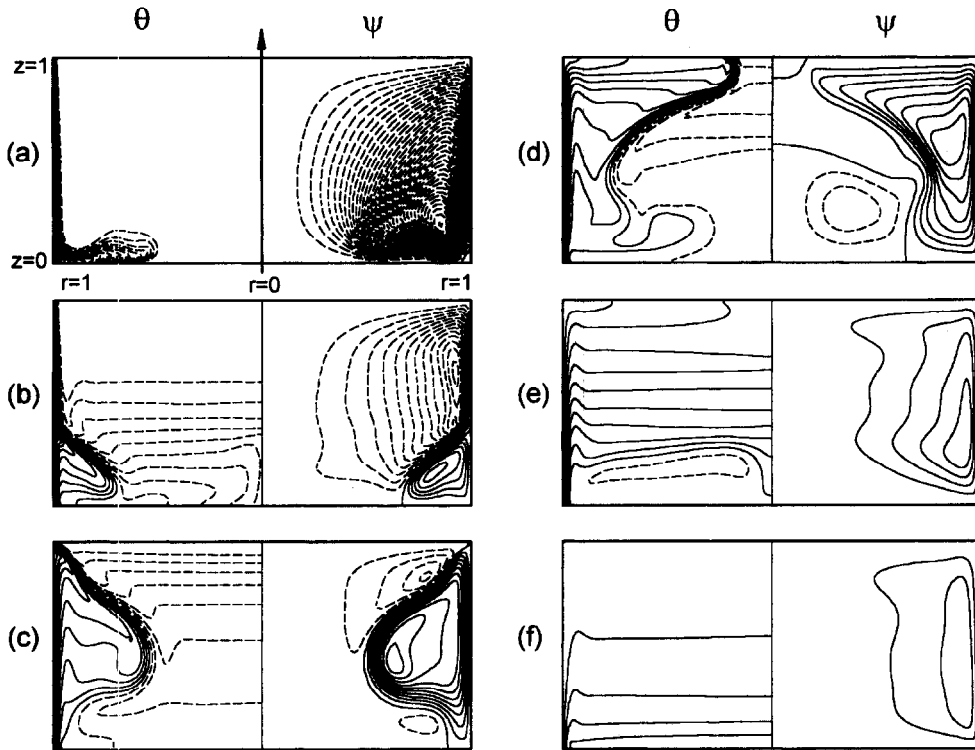 θ ψ θ ψ
z=1
(a)
z=0
r=1 r=0 r=1
(b)
(c)
(d)
(e)
(f)